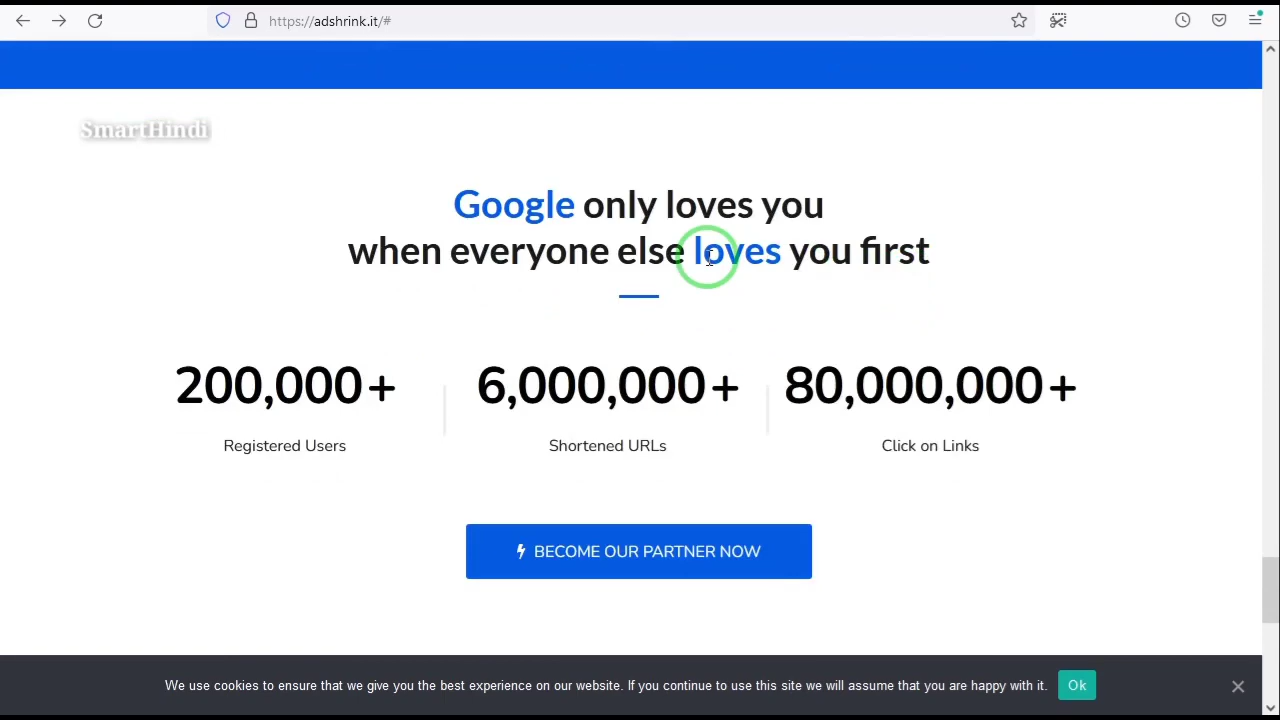 https://adshrink.it/#
SmartHindi
Google only loves you
when everyone else loves you first
200,000+
6,000,000+
80,000,000+
Registered Users
Shortened URLs
Click on Links
BECOME OUR PARTNER NOW
We use cookies to ensure that we give you the best experience on our website. If you continue to use this site we will assume that you are happy with it.
Ok